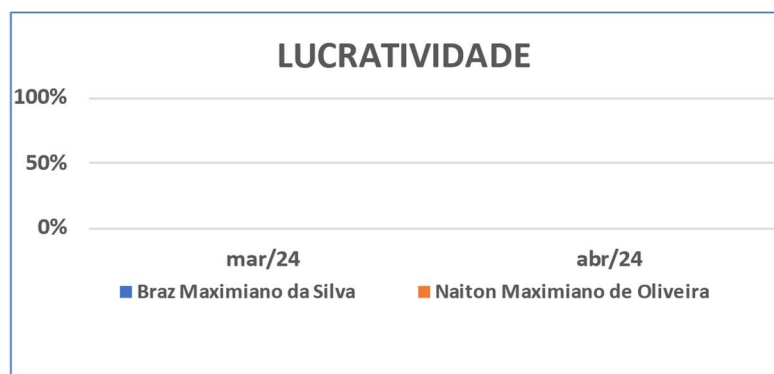 LUCRATIVIDADE
100%
50%
0%
mar/24 abr/24
Braz Maximiano da Silva Naiton Maximiano de Oliveira